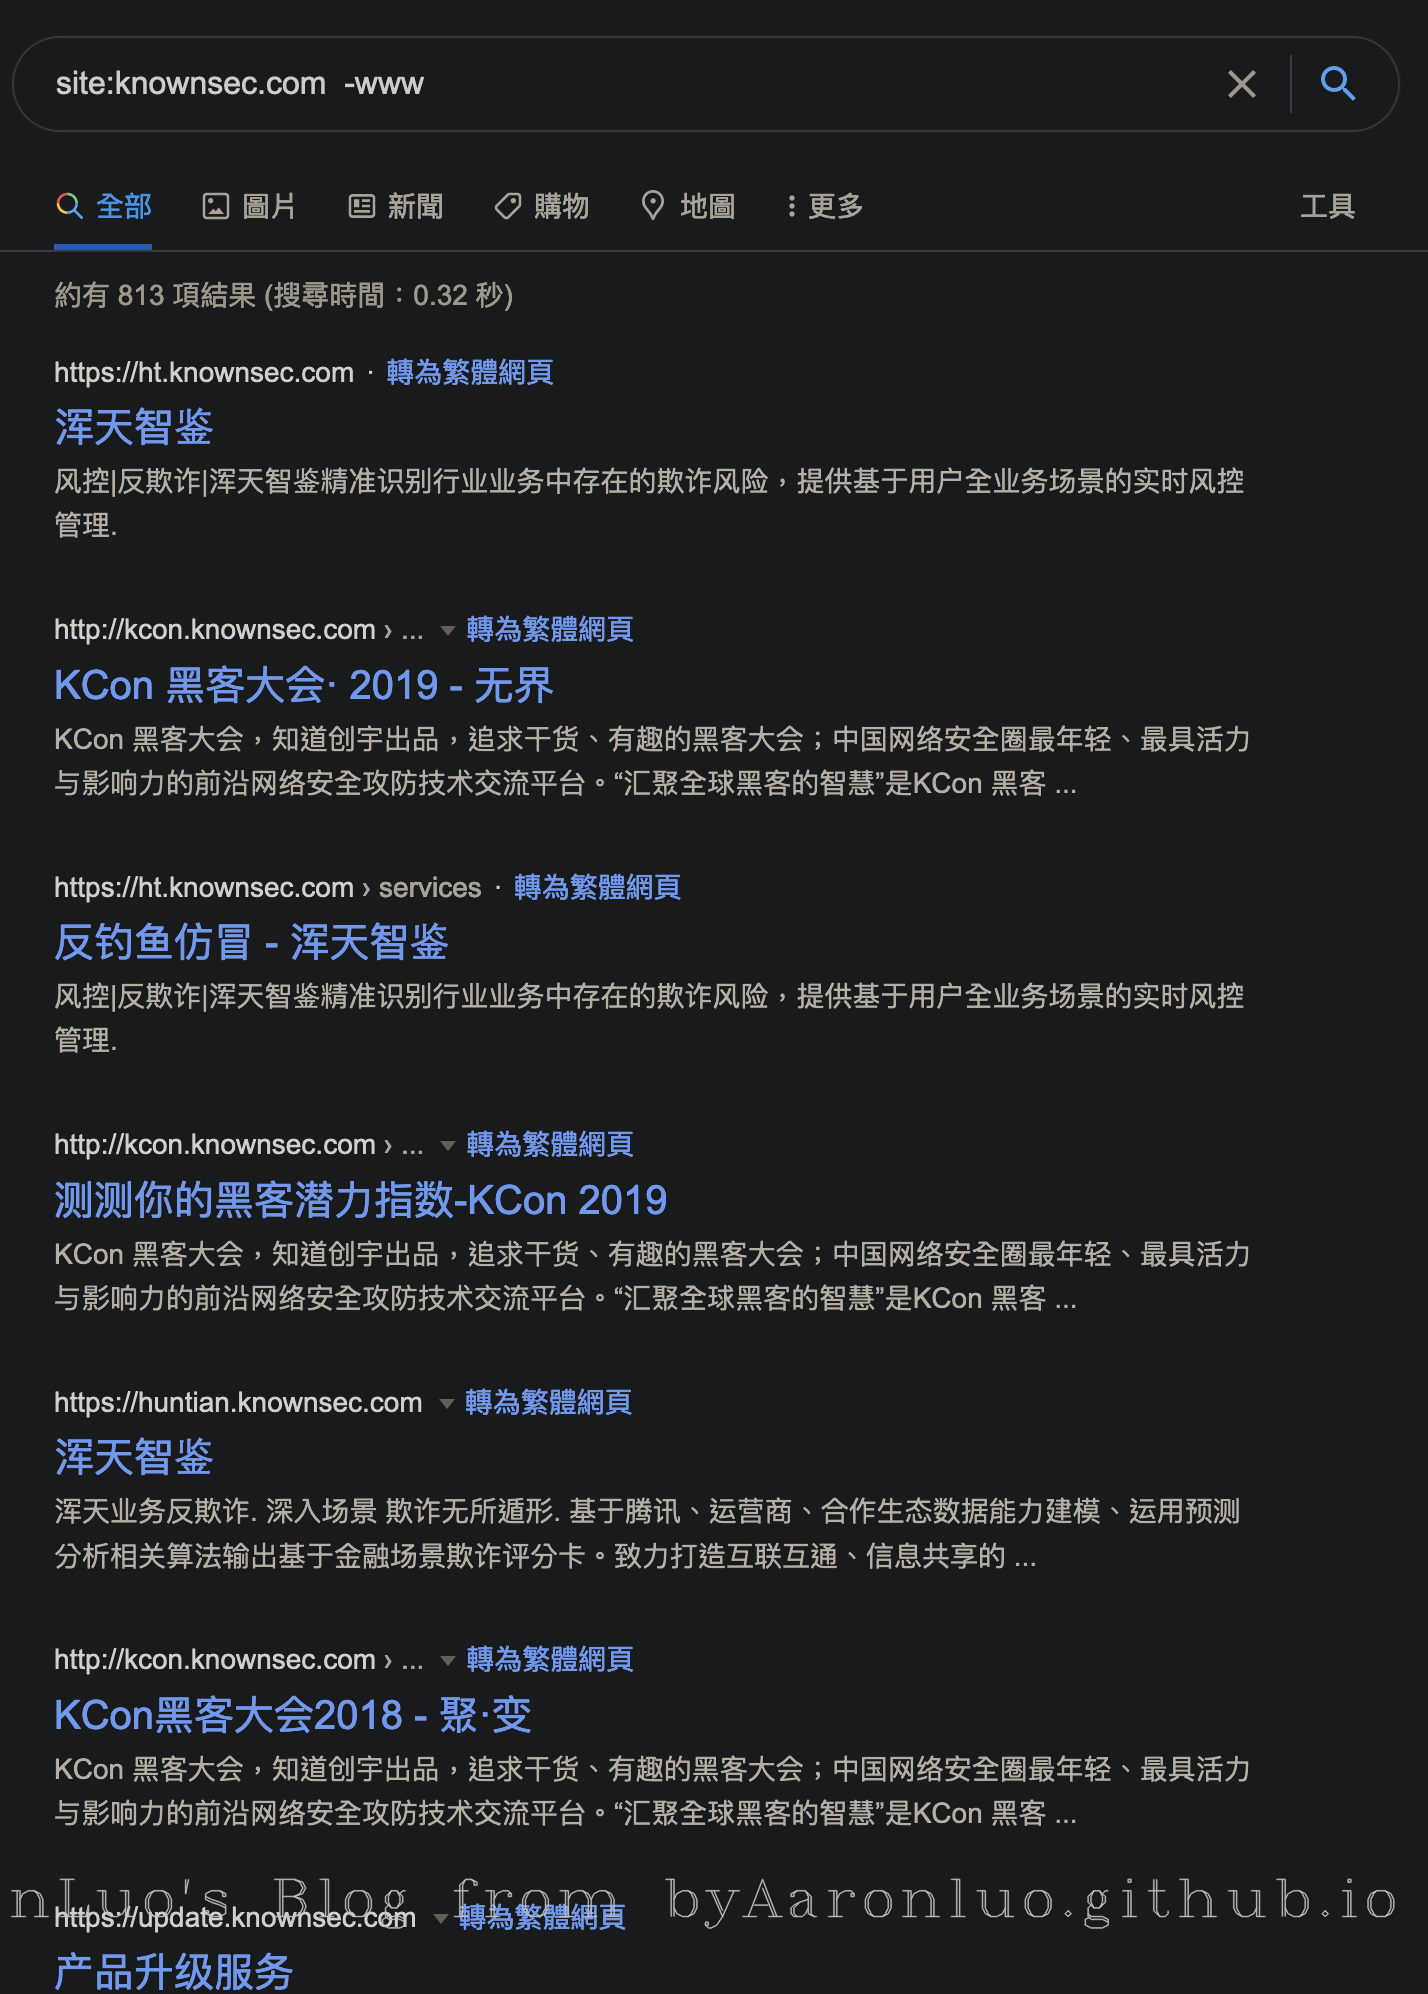 site:knownsec.com  -www
全部 圖片 新聞 購物 地圖 更多 工具
約有 813 項結果 (搜尋時間：0.32 秒)
https://ht.knownsec.com · 轉為繁體網頁
浑天智鉴
风控|反欺诈|浑天智鉴精准识别行业业务中存在的欺诈风险，提供基于用户全业务场景的实时风控
管理.
http://kcon.knownsec.com › ... 轉為繁體網頁
KCon 黑客大会· 2019 - 无界
KCon 黑客大会，知道创宇出品，追求干货、有趣的黑客大会；中国网络安全圈最年轻、最具活力
与影响力的前沿网络安全攻防技术交流平台。“汇聚全球黑客的智慧”是KCon 黑客 ...
https://ht.knownsec.com › services · 轉為繁體網頁
反钓鱼仿冒 - 浑天智鉴
风控|反欺诈|浑天智鉴精准识别行业业务中存在的欺诈风险，提供基于用户全业务场景的实时风控
管理.
http://kcon.knownsec.com › ... 轉為繁體網頁
测测你的黑客潜力指数-KCon 2019
KCon 黑客大会，知道创宇出品，追求干货、有趣的黑客大会；中国网络安全圈最年轻、最具活力
与影响力的前沿网络安全攻防技术交流平台。“汇聚全球黑客的智慧”是KCon 黑客 ...
https://huntian.knownsec.com 轉為繁體網頁
浑天智鉴
浑天业务反欺诈. 深入场景 欺诈无所遁形. 基于腾讯、运营商、合作生态数据能力建模、运用预测
分析相关算法输出基于金融场景欺诈评分卡。致力打造互联互通、信息共享的 ...
http://kcon.knownsec.com › ... 轉為繁體網頁
KCon黑客大会2018 - 聚·变
KCon 黑客大会，知道创宇出品，追求干货、有趣的黑客大会；中国网络安全圈最年轻、最具活力
与影响力的前沿网络安全攻防技术交流平台。“汇聚全球黑客的智慧”是KCon 黑客 ...
nLuo's Blog from byAaronluo.github.io
https://update.knownsec.com 轉為繁體網頁
产品升级服务